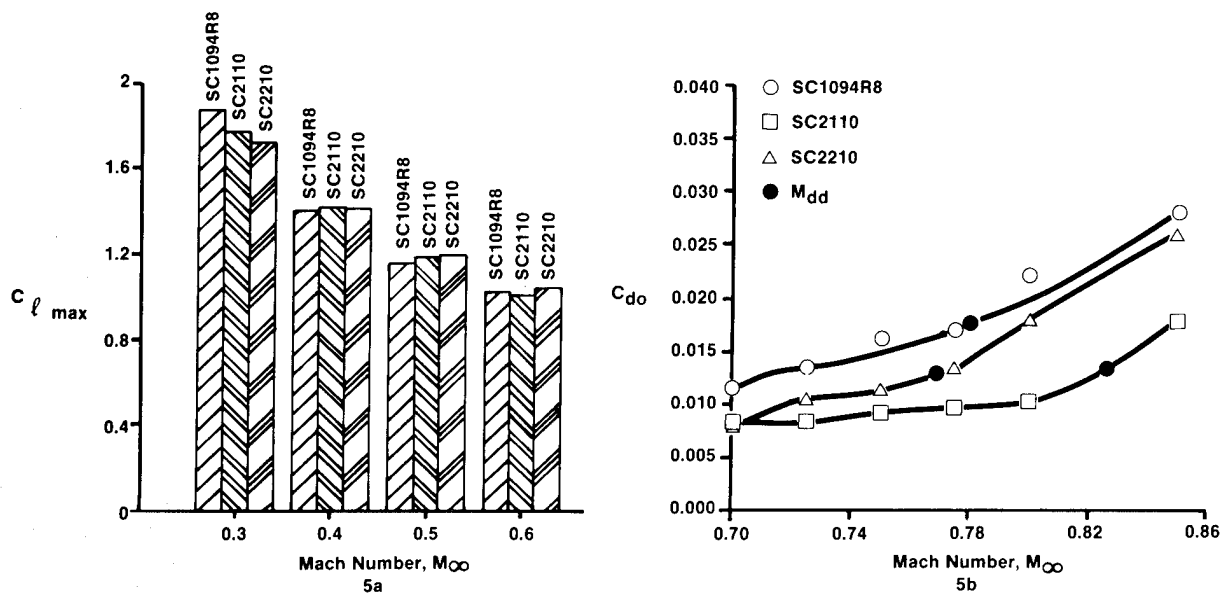 SC1094R8
SC2110
SC2210
SC1094R8
SC2110
SC2210
SC1094R8
SC2110
SC2210
SC1094R8
SC2110
SC2210
2
1.6
1.2
0.8
0.4
0
C ℓ max
0.3 0.4 0.5 0.6
Mach Number, M∞
5a
0.040
0.035
0.030
0.025
0.020
0.015
0.010
0.005
0.000
Cdo
SC1094R8
SC2110
SC2210
Mdd
0.70 0.74 0.78 0.82 0.86
Mach Number, M∞
5b